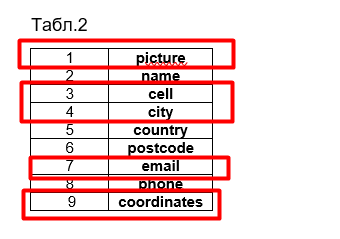 Табл.2
1 picture
2 name
3 cell
4 city
5 country
6 postcode
7 email
8 phone
9 coordinates